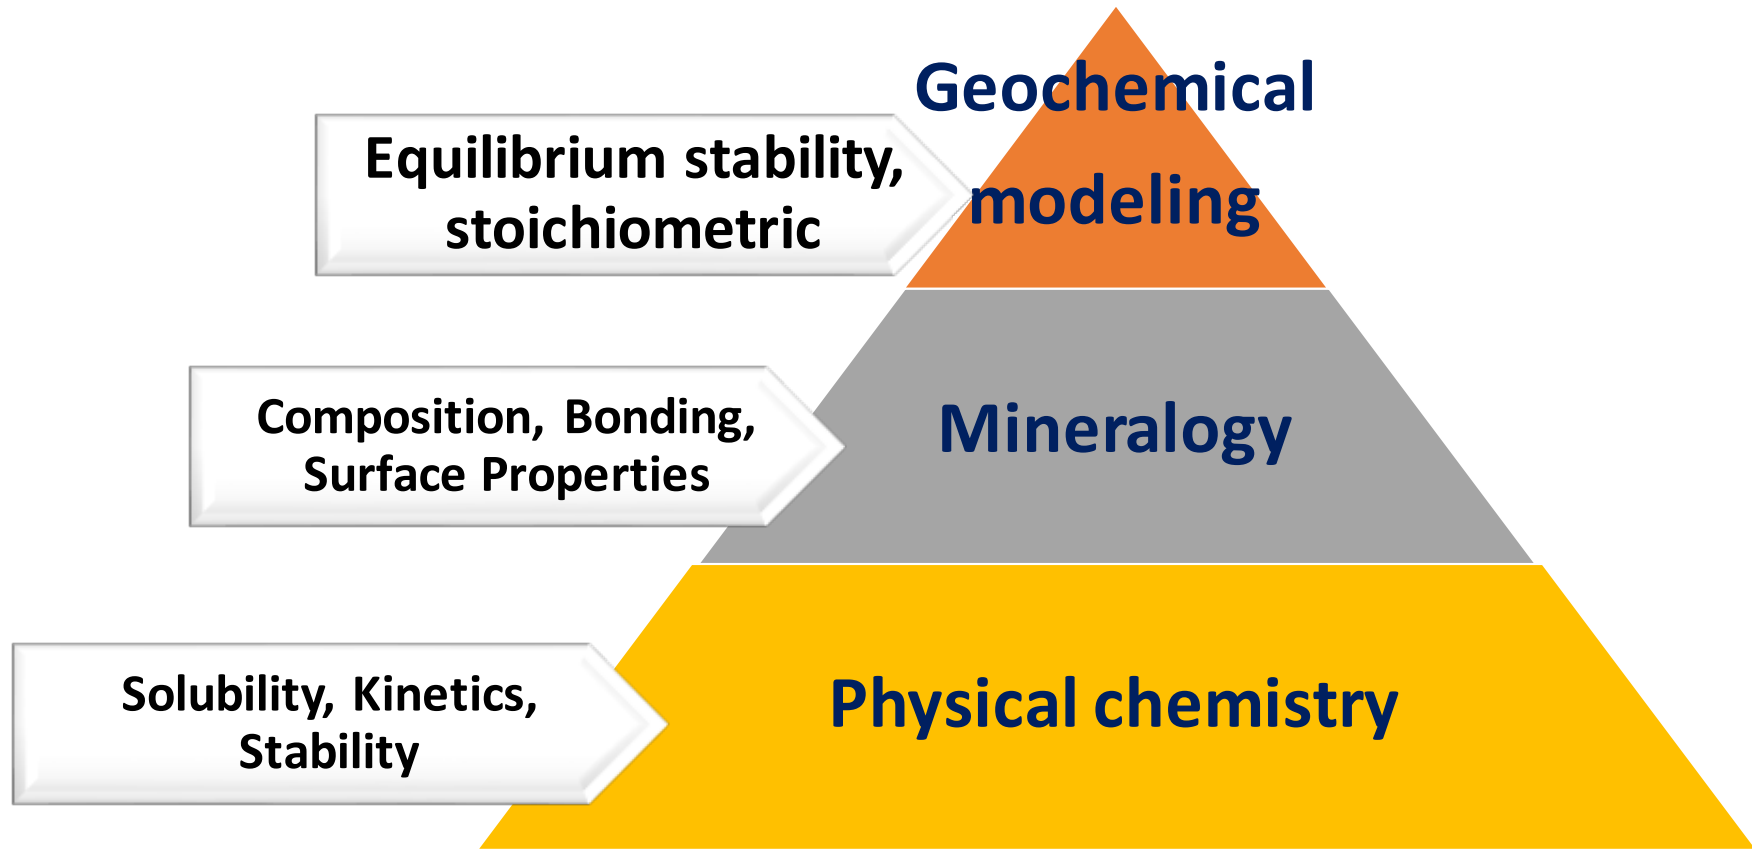 Geochemical
modeling
Equilibrium stability,
stoichiometric
Mineralogy
Composition, Bonding,
Surface Properties
Physical chemistry
Solubility, Kinetics,
Stability